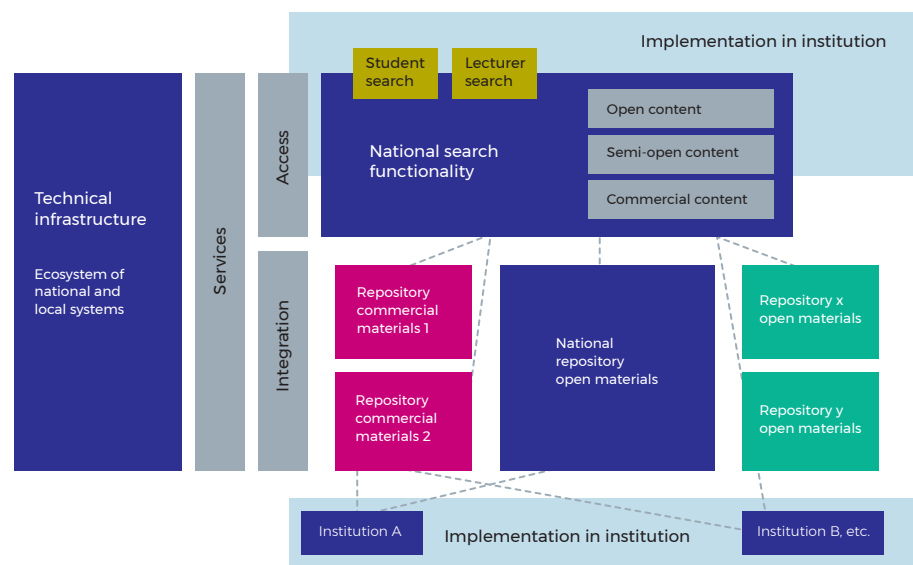 Implementation in institution
Student
search
Lecturer
search
Technical
infrastructure
Ecosystem of
national and
local systems
Services
Access
National search
functionality
Open content
Semi-open content
Commercial content
Integration
Repository
commercial
materials 1
National
repository
open materials
Repository x
open materials
Repository
commercial
materials 2
Repository y
open materials
Institution A
Implementation in institution
Institution B, etc.